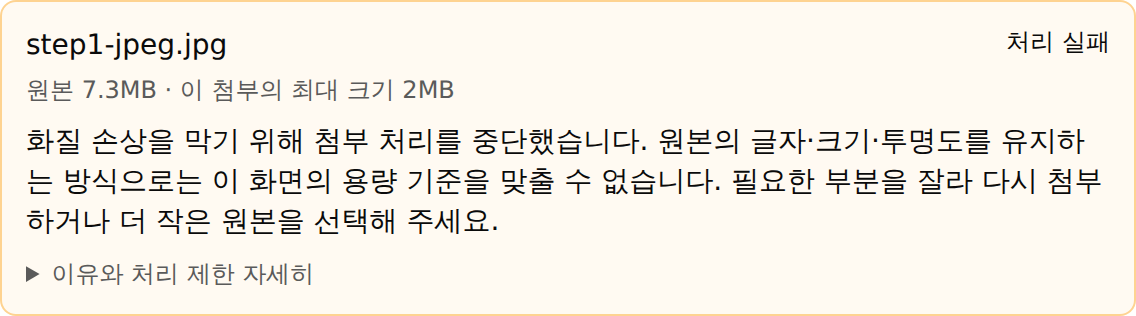 step1-jpeg.jpg
처리 실패
원본 7.3MB · 이 첨부의 최대 크기 2MB
화질 손상을 막기 위해 첨부 처리를 중단했습니다. 원본의 글자·크기·투명도를 유지하
는 방식으로는 이 화면의 용량 기준을 맞출 수 없습니다. 필요한 부분을 잘라 다시 첨부
하거나 더 작은 원본을 선택해 주세요.
▶ 이유와 처리 제한 자세히